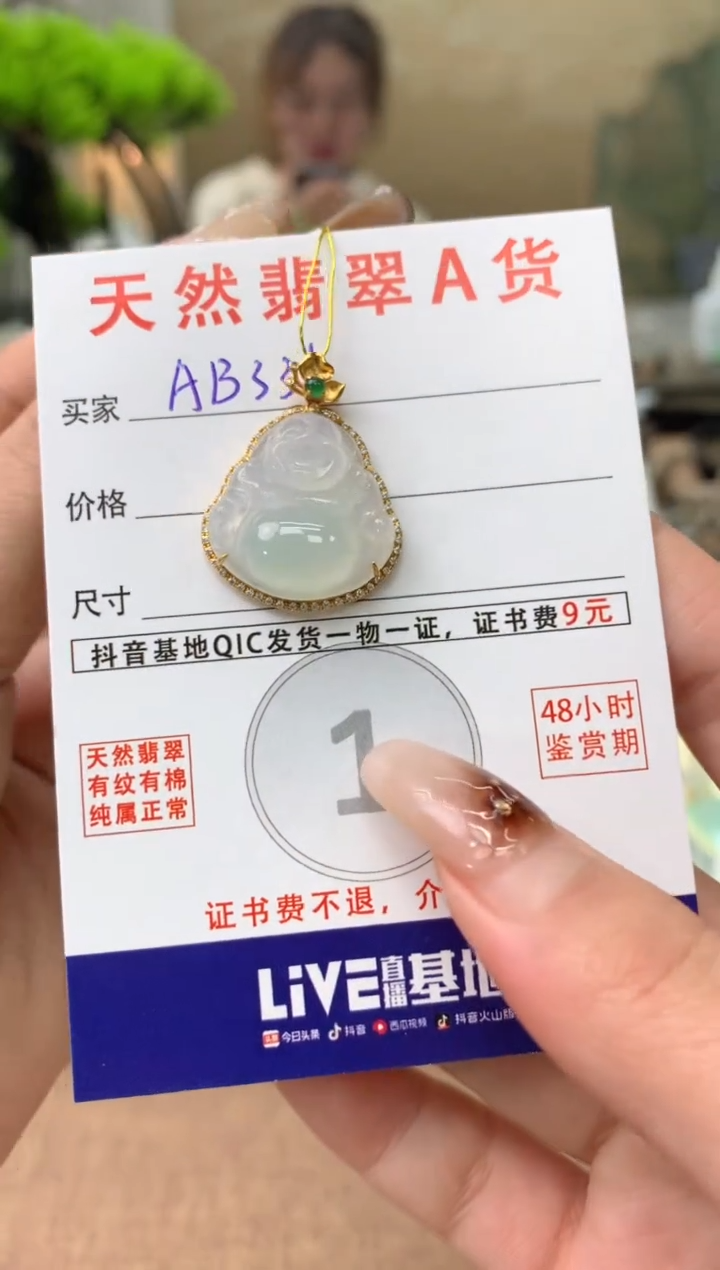 天然翡翠A货
买家 AB33
价格
尺寸
抖音基地QIC发货一物一证，证书费9元
天然翡翠
有纹有棉
纯属正常
1
48小时
鉴赏期
证书费不退，介
LiVE直播基地
头条 今日头条 抖音 西瓜视频 抖音火山版